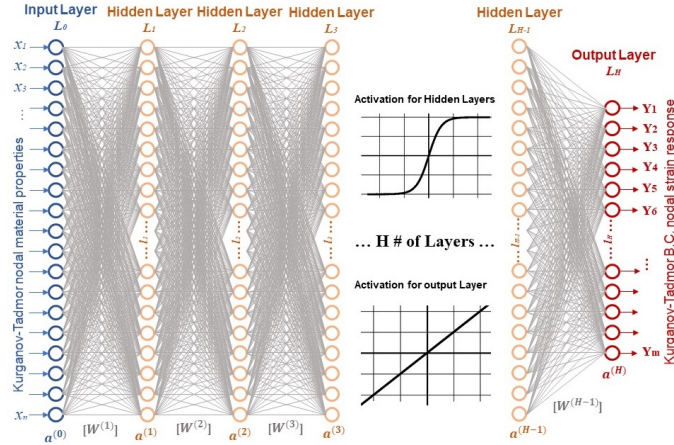 Input Layer
L₀
Hidden Layer
L₁
Hidden Layer
L₂
Hidden Layer
L₃
Hidden Layer
L_{H-1}
Output Layer
L_H
x₁
x₂
x₃
...
xₙ
Kurganov-Tadmor nodal material properties
Activation for Hidden Layers
... H # of Layers ...
Activation for output Layer
Y1
Y2
Y3
Y4
Y5
Y6
...
Ym
Kurganov-Tadmor B.C. nodal strain response
a⁽⁰⁾
[W⁽¹⁾]
a⁽¹⁾
[W⁽²⁾]
a⁽²⁾
[W⁽³⁾]
a⁽³⁾
a⁽ᴴ⁻¹⁾
[W⁽ᴴ⁻¹⁾]
a⁽ᴴ⁾